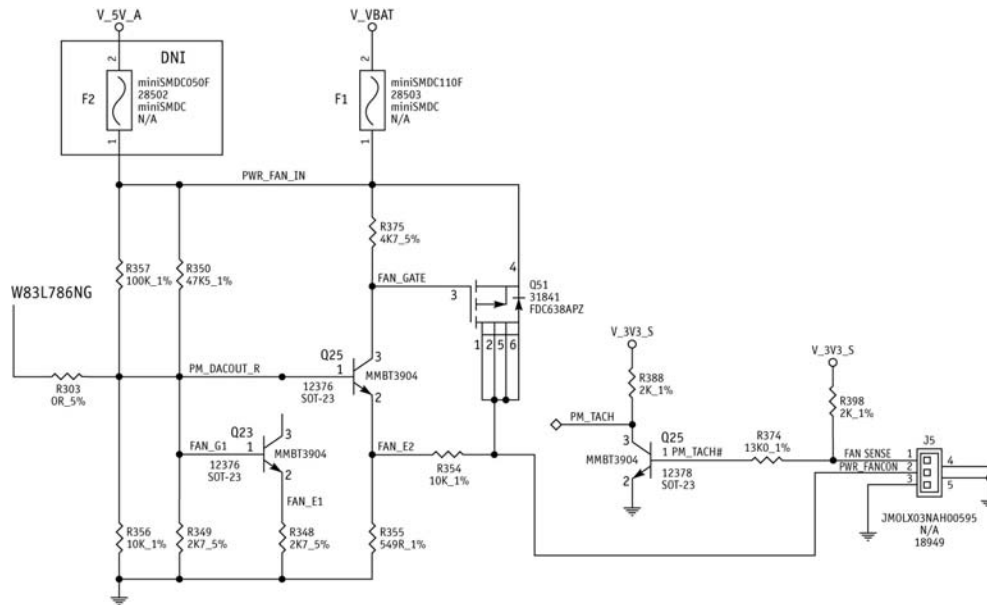 V_5V_A
V_VBAT
DNI
2
F2
miniSMDC050F
28502
miniSMDC
N/A
1
2
F1
miniSMDC110F
28503
miniSMDC
N/A
1
PWR_FAN_IN
R375
4K7_5%
R357
100K_1%
R350
47K5_1%
FAN_GATE
4
3
Q51
31841
FDC638APZ
1 2 5 6
W83L786NG
R303
0R_5%
PM_DACOUT_R
Q25
1
3
MMBT3904
12376
SOT-23
2
V_3V3_S
R388
2K_1%
V_3V3_S
R398
2K_1%
PM_TACH
FAN_G1
Q23
1
3
MMBT3904
12376
SOT-23
2
FAN_E1
FAN_E2
R354
10K_1%
3
Q25
MMBT3904
1 PM_TACH#
12378
SOT-23
2
R374
13K0_1%
FAN SENSE
PWR_FANCON
J5
1
2
3
4
5
JMOLX03NAH00595
N/A
18949
R356
10K_1%
R349
2K7_5%
R348
2K7_5%
R355
549R_1%